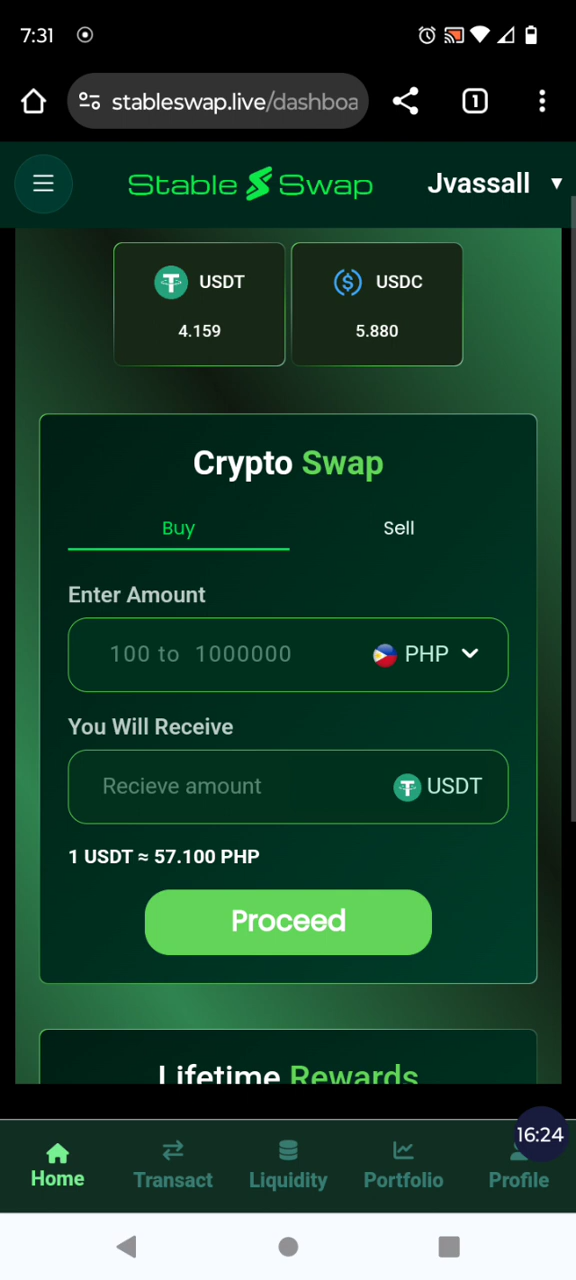 7:31
stableswap.live/dashboa
1
Stable Swap
Jvassall
USDT
USDC
4.159
5.880
Crypto Swap
Buy
Sell
Enter Amount
100 to 1000000
PHP
You Will Receive
Recieve amount
USDT
1 USDT ≈ 57.100 PHP
Proceed
Lifetime Rewards
16:24
Home
Transact
Liquidity
Portfolio
Profile